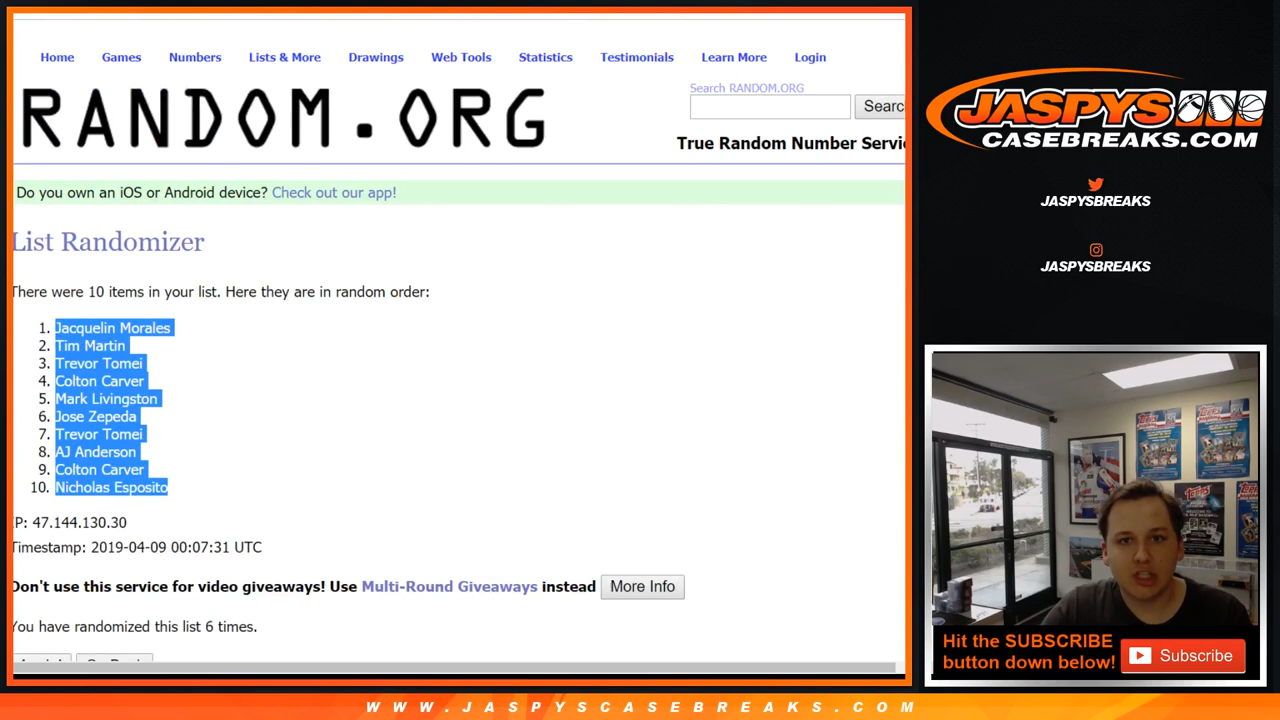 Home Games Numbers Lists & More Drawings Web Tools Statistics Testimonials Learn More Login
Search RANDOM.ORG
RANDOM.ORG
Searc
True Random Number Servi
Do you own an iOS or Android device? Check out our app!
List Randomizer
There were 10 items in your list. Here they are in random order:
1. Jacquelin Morales
2. Tim Martin
3. Trevor Tomei
4. Colton Carver
5. Mark Livingston
6. Jose Zepeda
7. Trevor Tomei
8. AJ Anderson
9. Colton Carver
10. Nicholas Esposito
IP: 47.144.130.30
Timestamp: 2019-04-09 00:07:31 UTC
Don't use this service for video giveaways! Use Multi-Round Giveaways instead More Info
You have randomized this list 6 times.
JASPYS
CASEBREAKS.COM
JASPYSBREAKS
JASPYSBREAKS
Topps
Topps
Hit the SUBSCRIBE
button down below!
Subscribe
WWW.JASPYSCASEBREAKS.COM